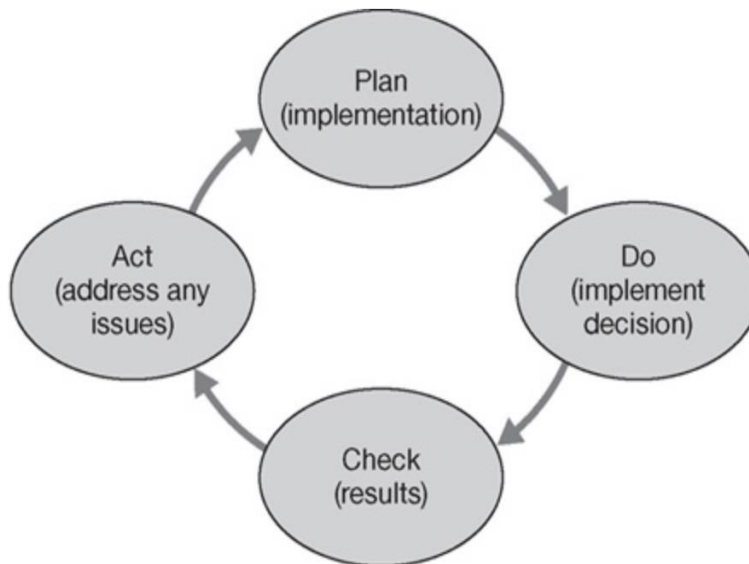 Plan
(implementation)
Do
(implement
decision)
Check
(results)
Act
(address any
issues)